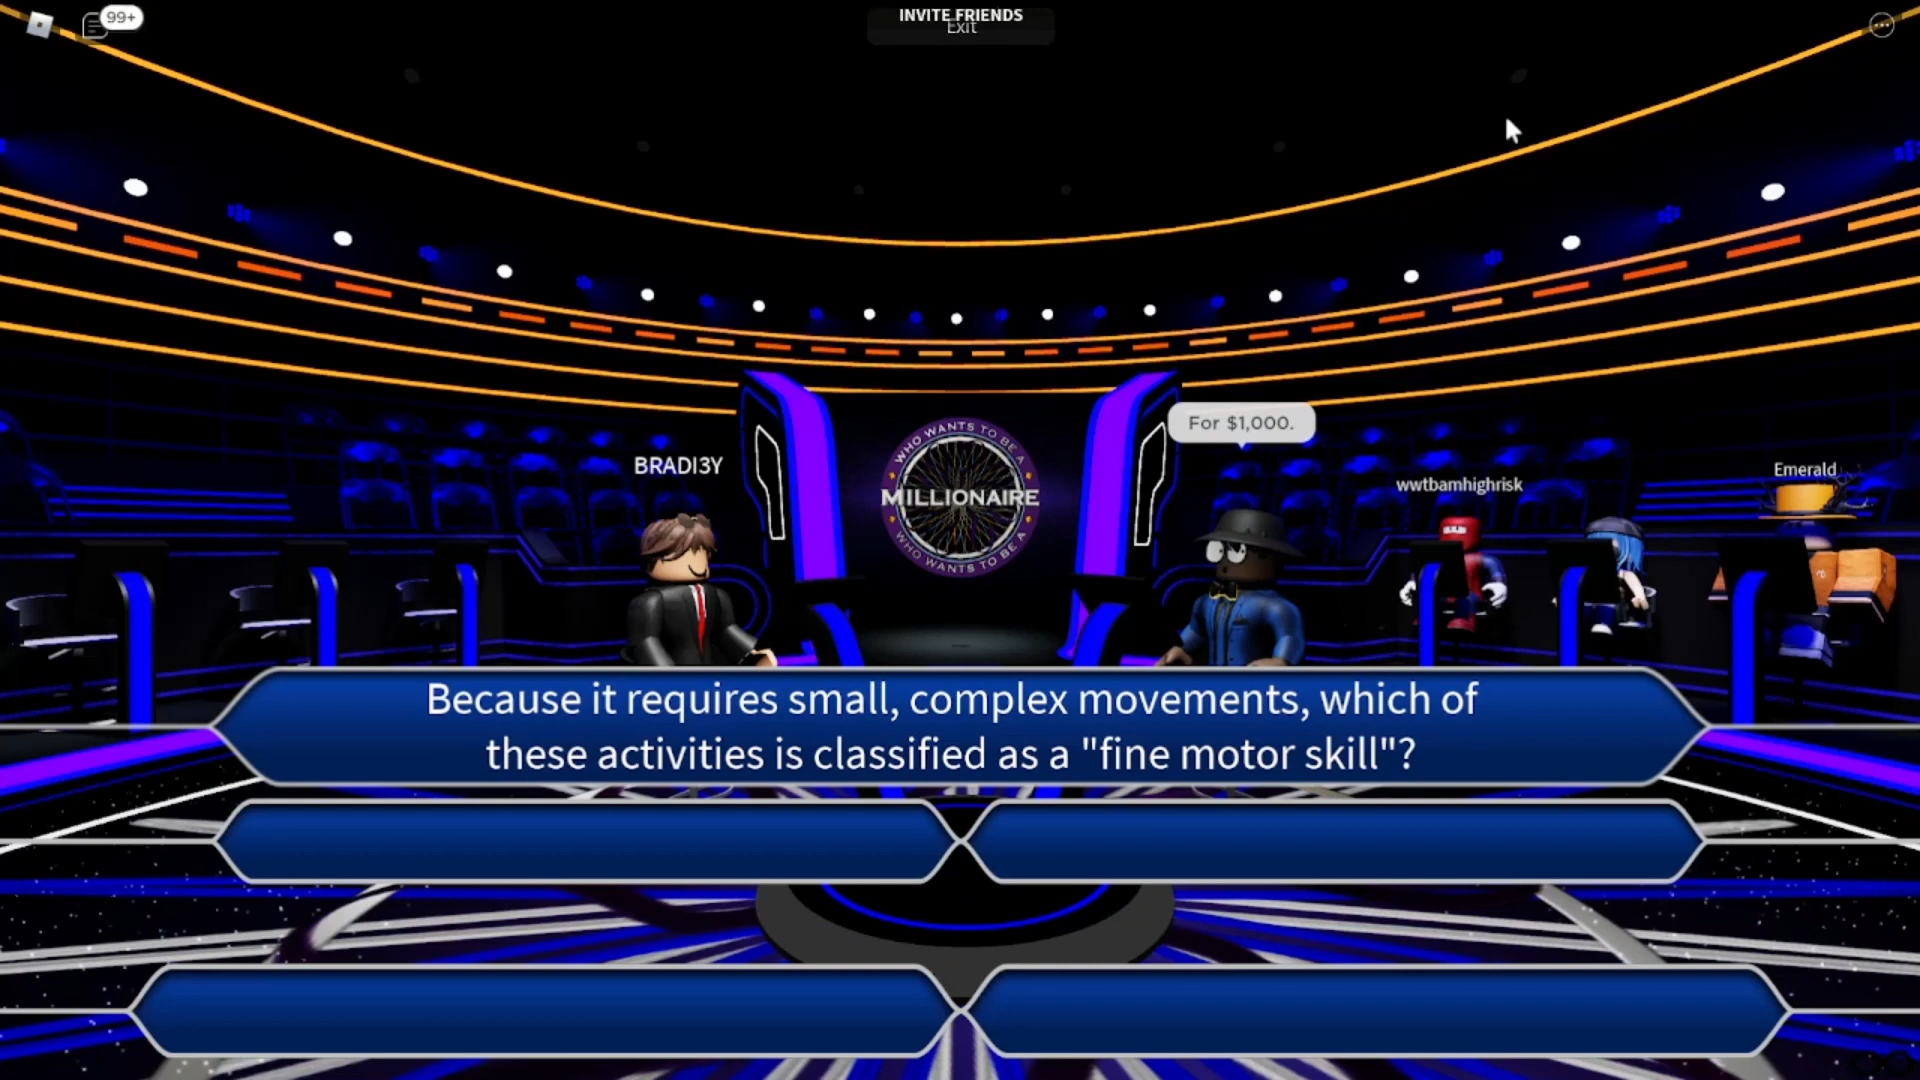 99+
INVITE FRIENDS
Exit
For $1,000.
BRADI3Y
WHO WANTS TO BE A
MILLIONAIRE
WHO WANTS TO BE A
wwtbamhighrisk
Emerald
Because it requires small, complex movements, which of
these activities is classified as a "fine motor skill"?